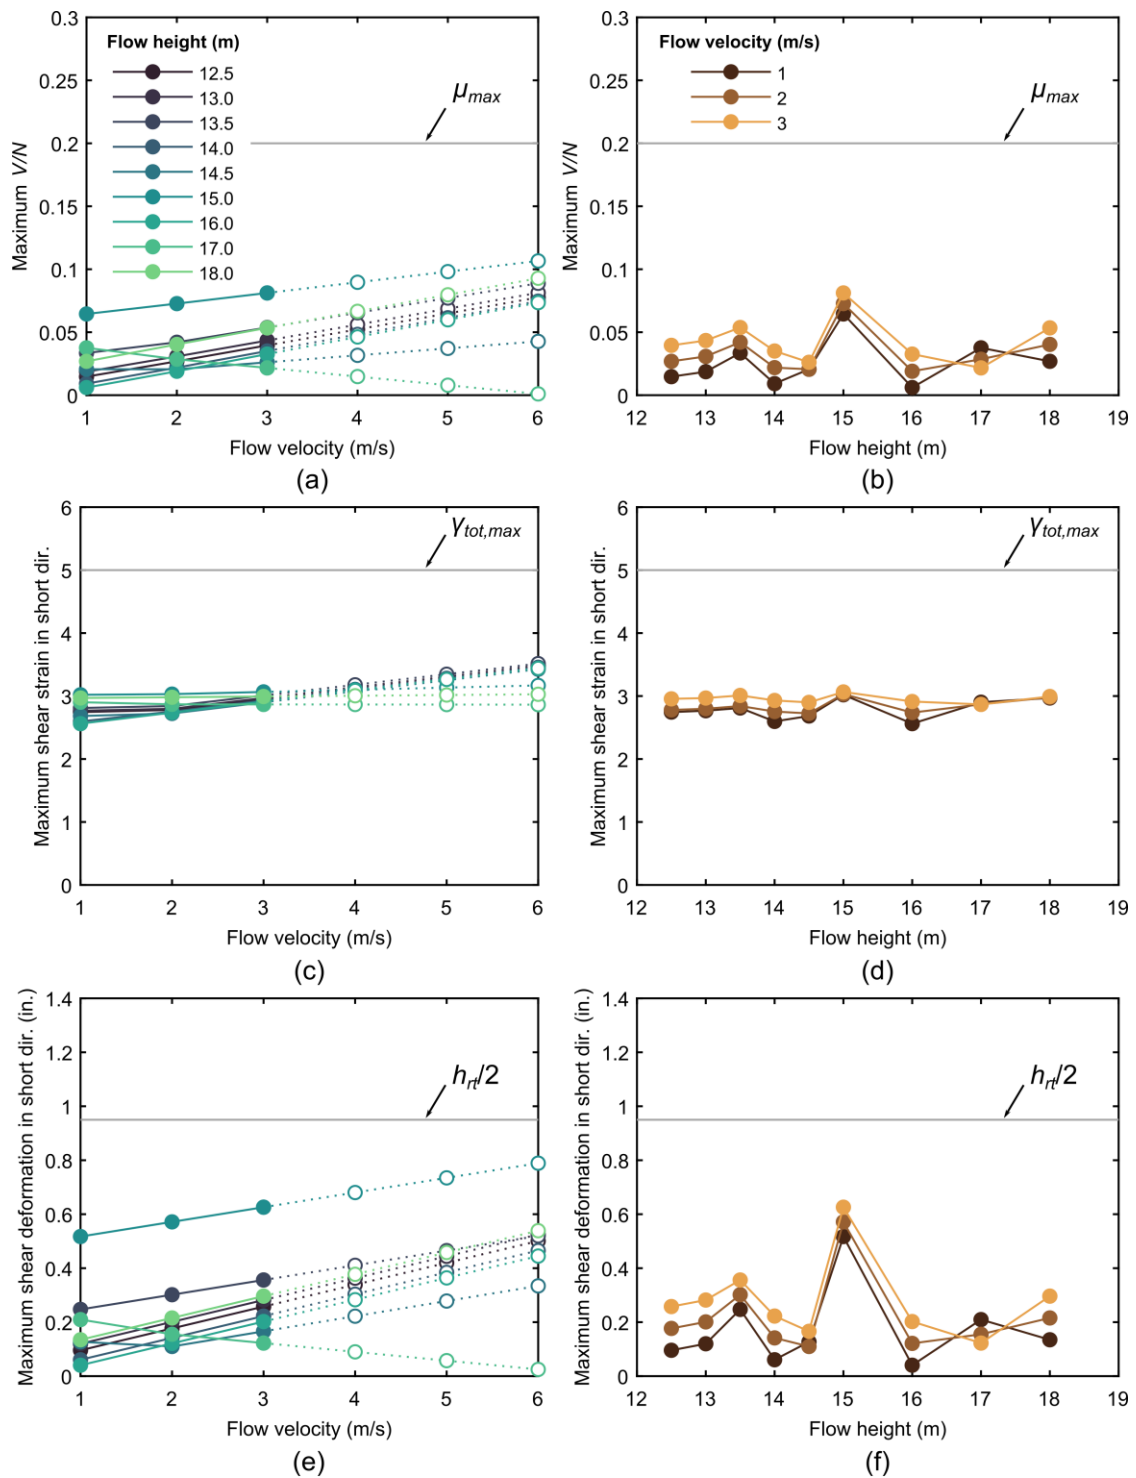 0.3
0.25
0.2
0.15
0.1
0.05
0
Maximum V/N
Flow height (m)
12.5
13.0
13.5
14.0
14.5
15.0
16.0
17.0
18.0
μmax
1 2 3 4 5 6
Flow velocity (m/s)
(a)
0.3
0.25
0.2
0.15
0.1
0.05
0
Maximum V/N
Flow velocity (m/s)
1
2
3
μmax
12 13 14 15 16 17 18 19
Flow height (m)
(b)
6
5
4
3
2
1
0
Maximum shear strain in short dir.
γtot,max
1 2 3 4 5 6
Flow velocity (m/s)
(c)
6
5
4
3
2
1
0
Maximum shear strain in short dir.
γtot,max
12 13 14 15 16 17 18 19
Flow height (m)
(d)
1.4
1.2
1
0.8
0.6
0.4
0.2
0
Maximum shear deformation in short dir. (in.)
hrt/2
1 2 3 4 5 6
Flow velocity (m/s)
(e)
1.4
1.2
1
0.8
0.6
0.4
0.2
0
Maximum shear deformation in short dir. (in.)
hrt/2
12 13 14 15 16 17 18 19
Flow height (m)
(f)